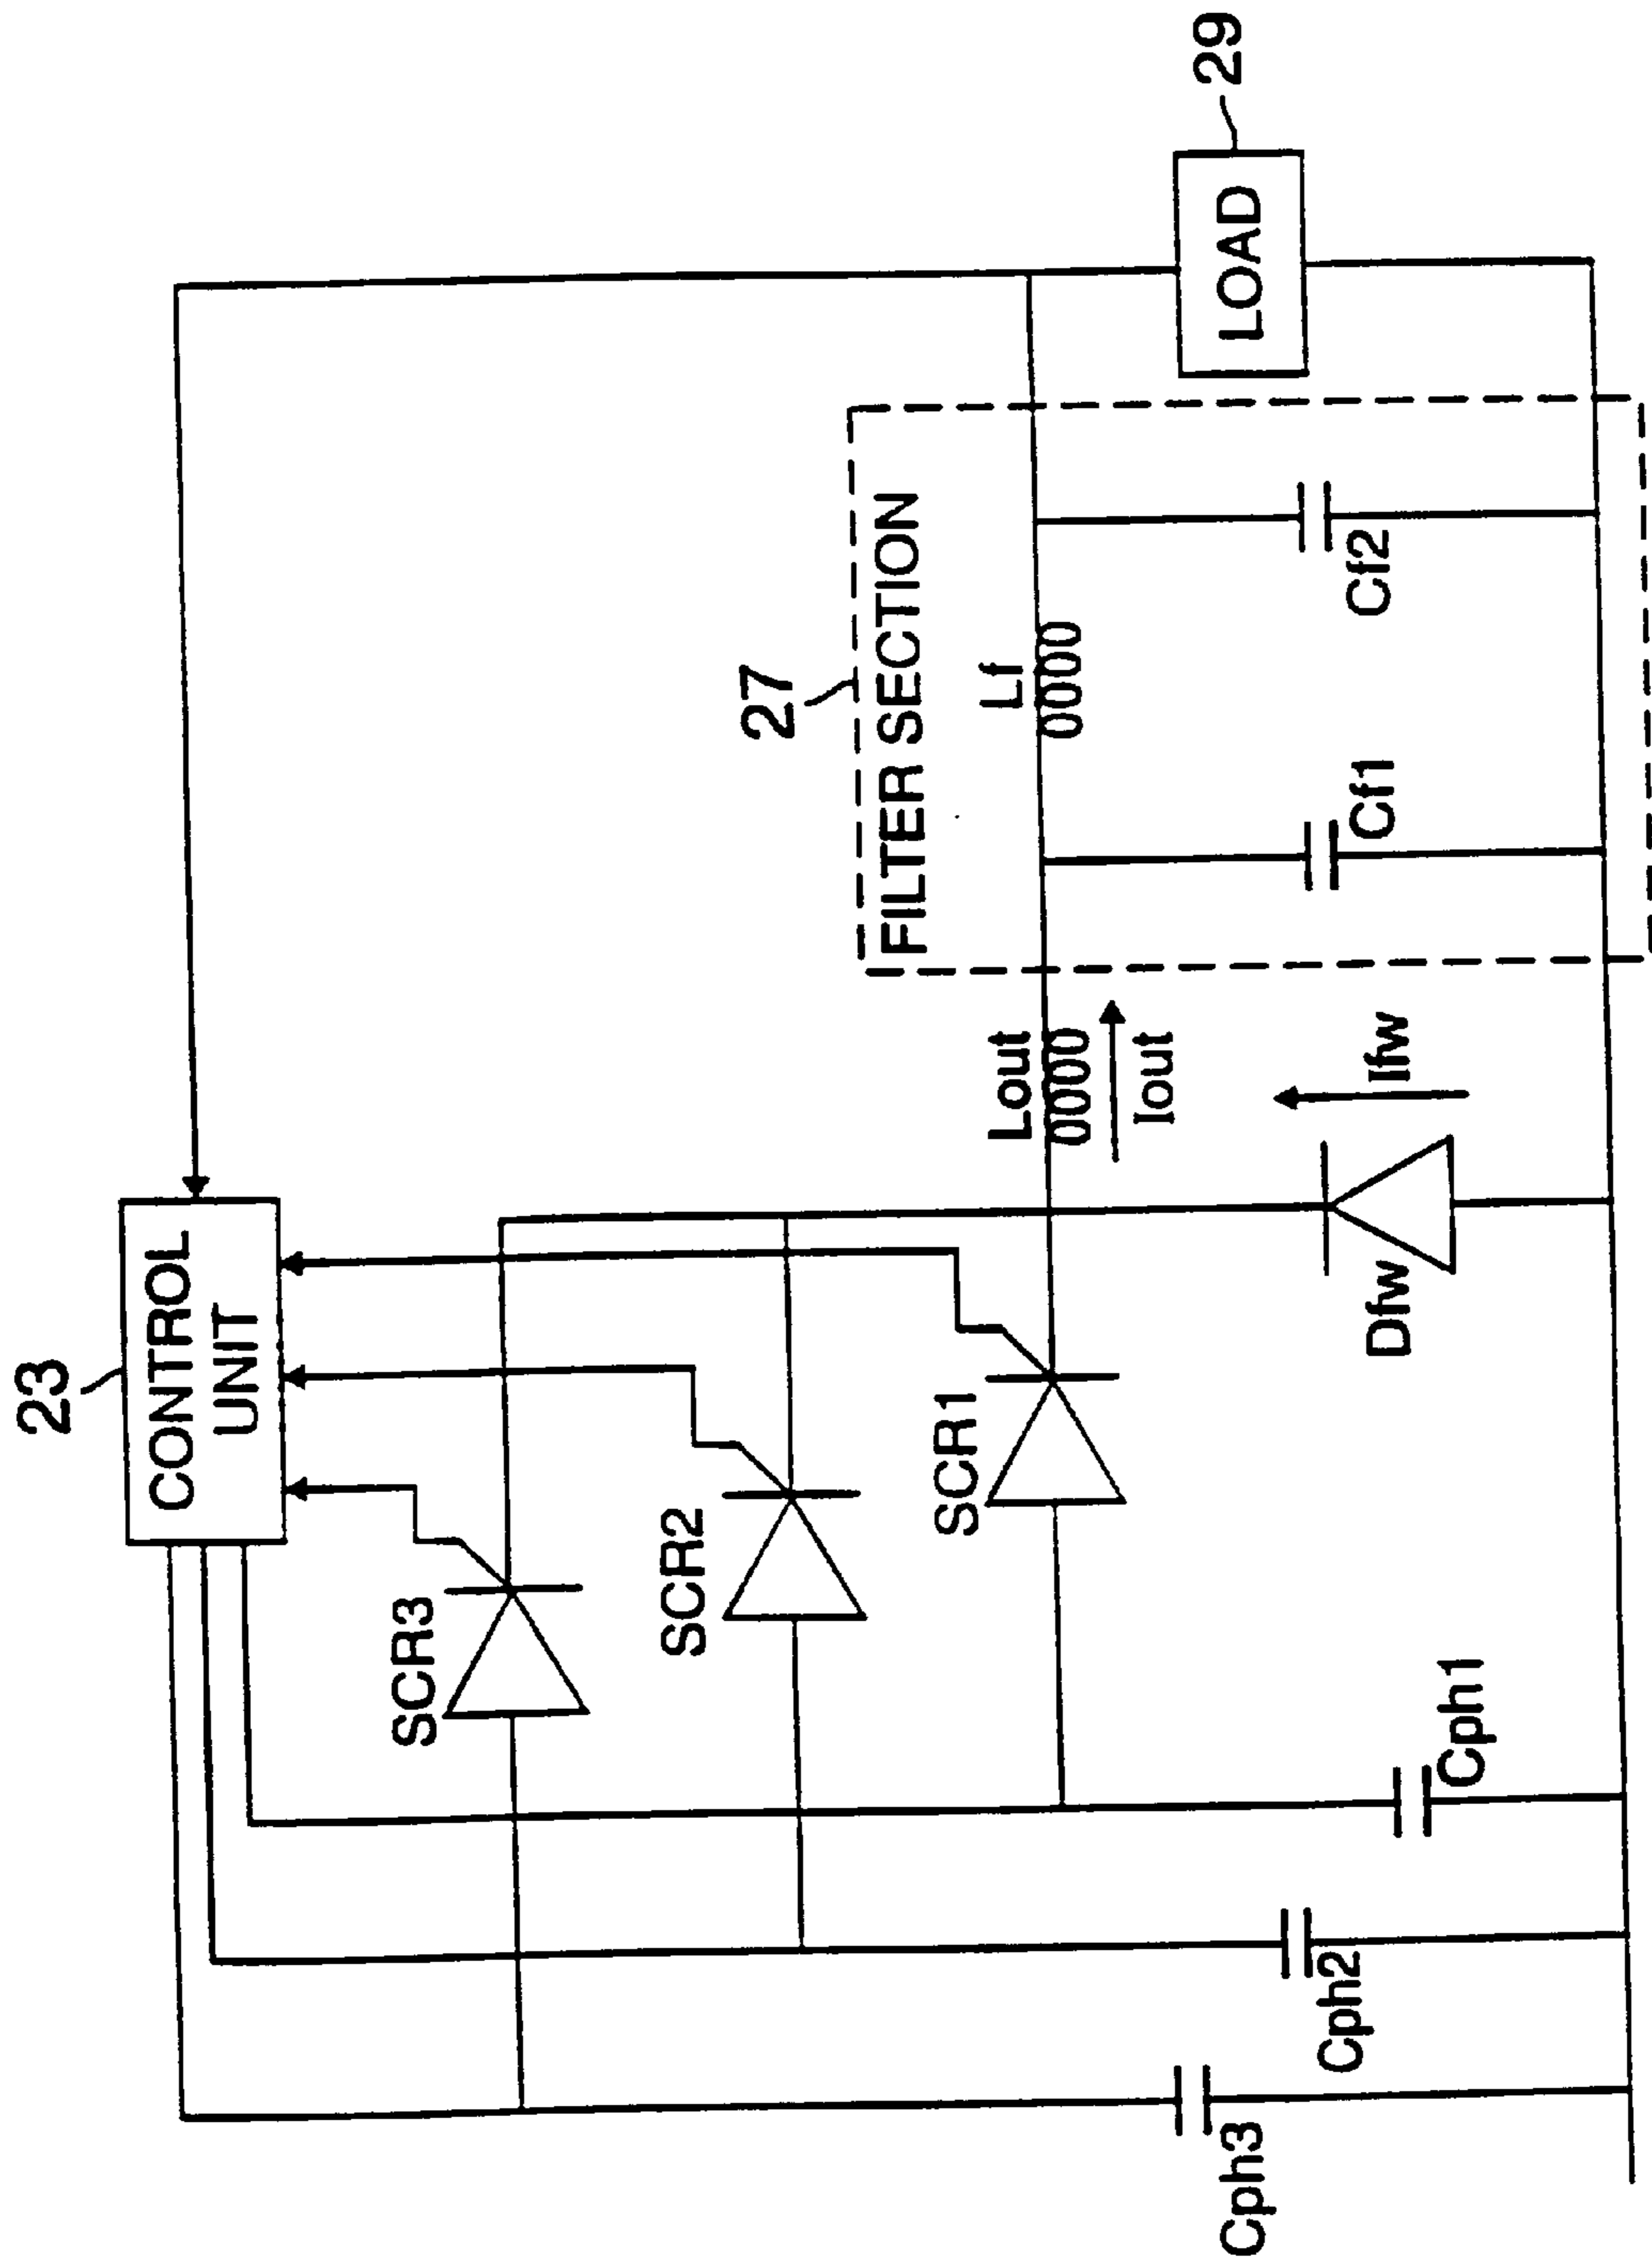 23
CONTROL
UNIT
SCR3
SCR2
SCR1
27
FILTER SECTION
Lout
Lf
Iout
Cf1
Cf2
LOAD
29
Cph3
Cph2
Cph1
Dfw
Ifw